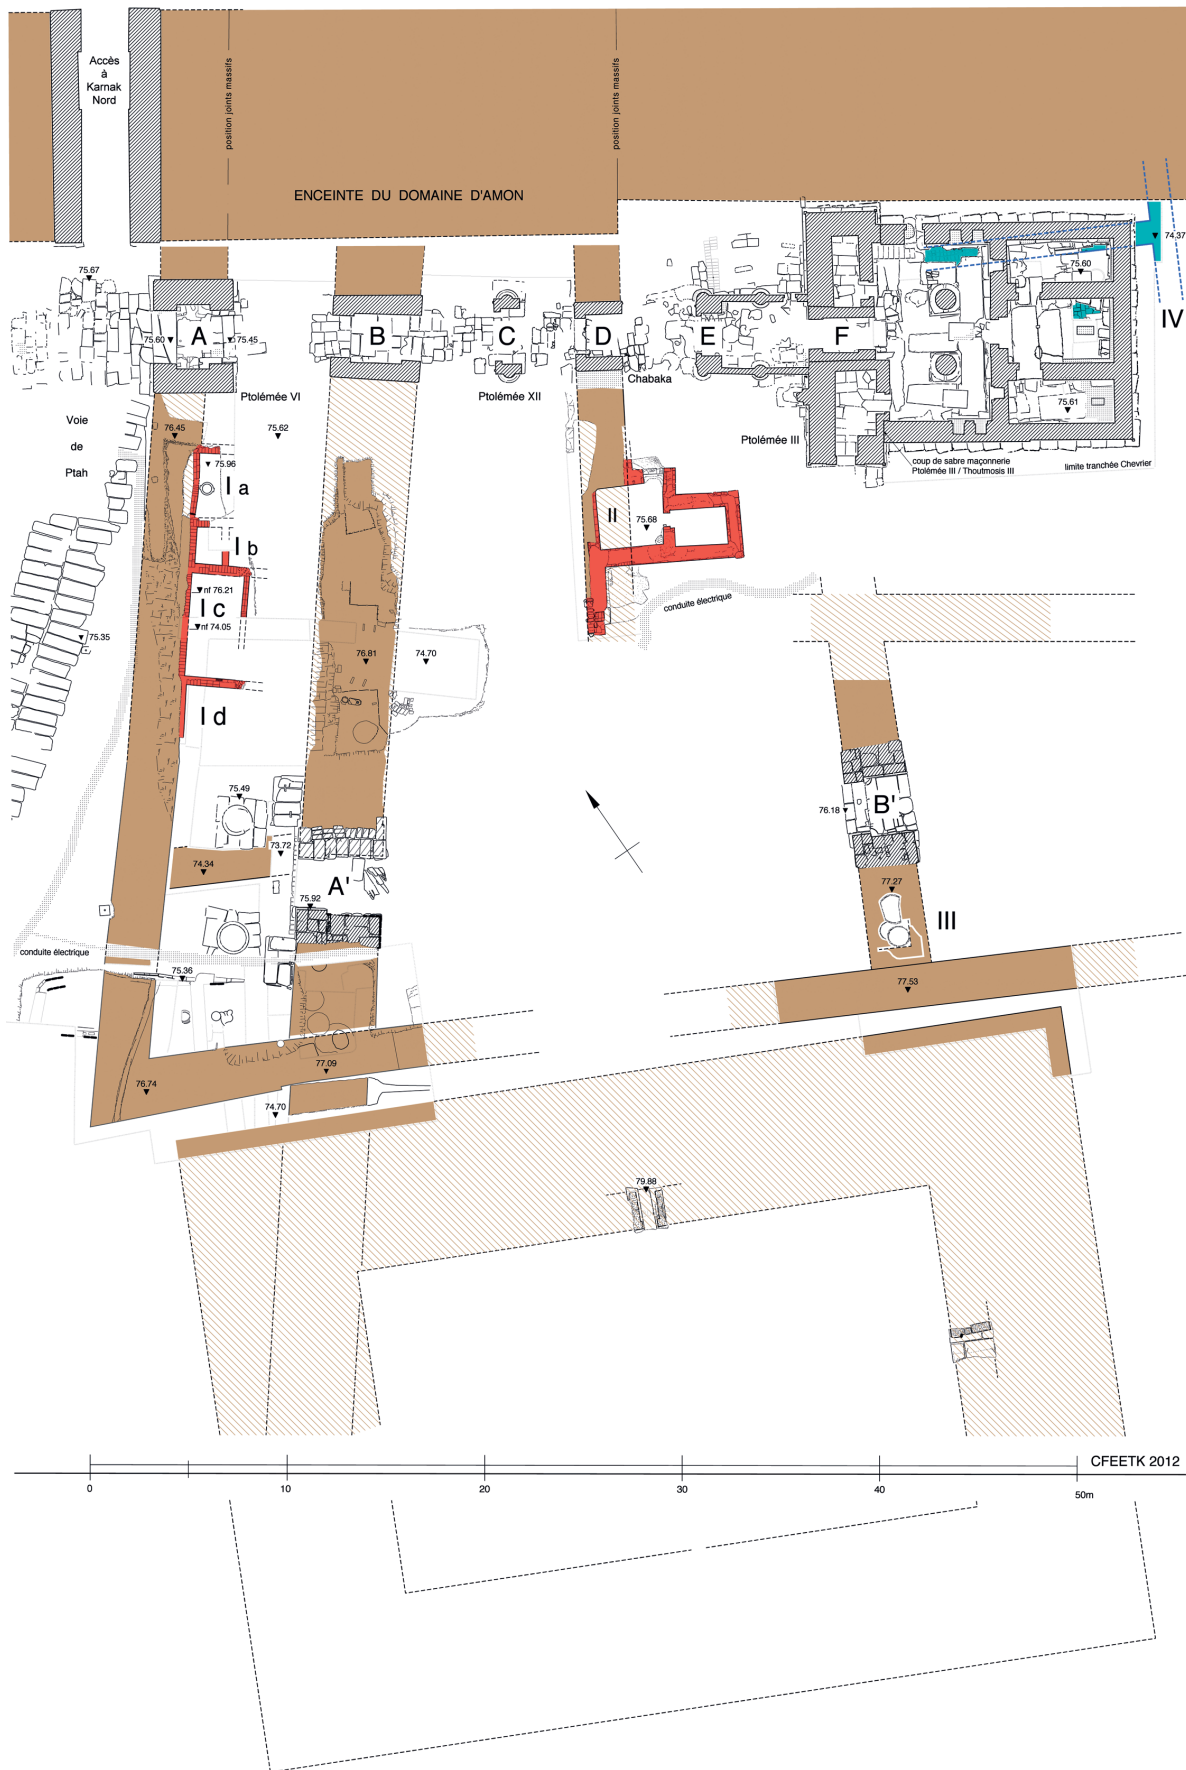 Accès
à
Karnak
Nord
position joints massifs
position joints massifs
ENCEINTE DU DOMAINE D'AMON
74.37
75.67
75.60
IV
A
B
C
D
E
F
75.60
75.45
Chabaka
Ptolémée VI
Ptolémée XII
75.61
Voie
de
Ptah
76.45
75.62
Ptolémée III
coup de sabre maçonnerie
Ptolémée III / Thoutmosis III
limite tranchée Chevrier
75.96
I a
II
75.68
I b
nf 76.21
I c
nf 74.05
conduite électrique
75.35
76.81
74.70
I d
75.49
76.18
B'
73.72
74.34
A'
77.27
75.92
III
conduite électrique
75.36
77.53
77.09
76.74
74.70
79.88
CFEETK 2012
0
10
20
30
40
50m